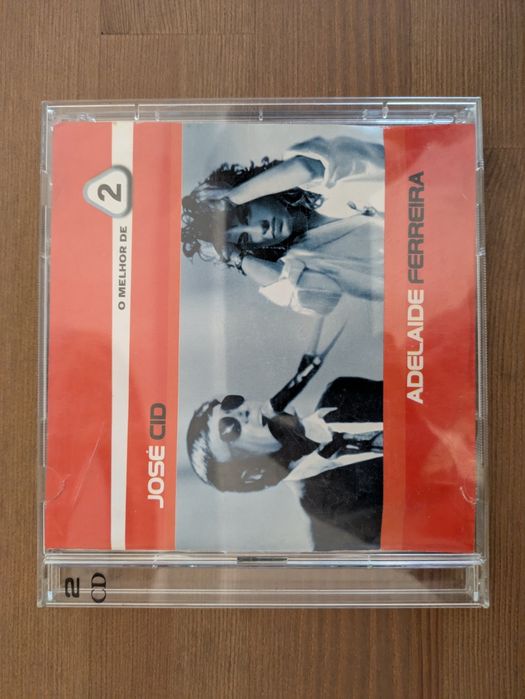 O MELHOR DE 2
JOSÉ CID
ADELAIDE FERREIRA
2
CD